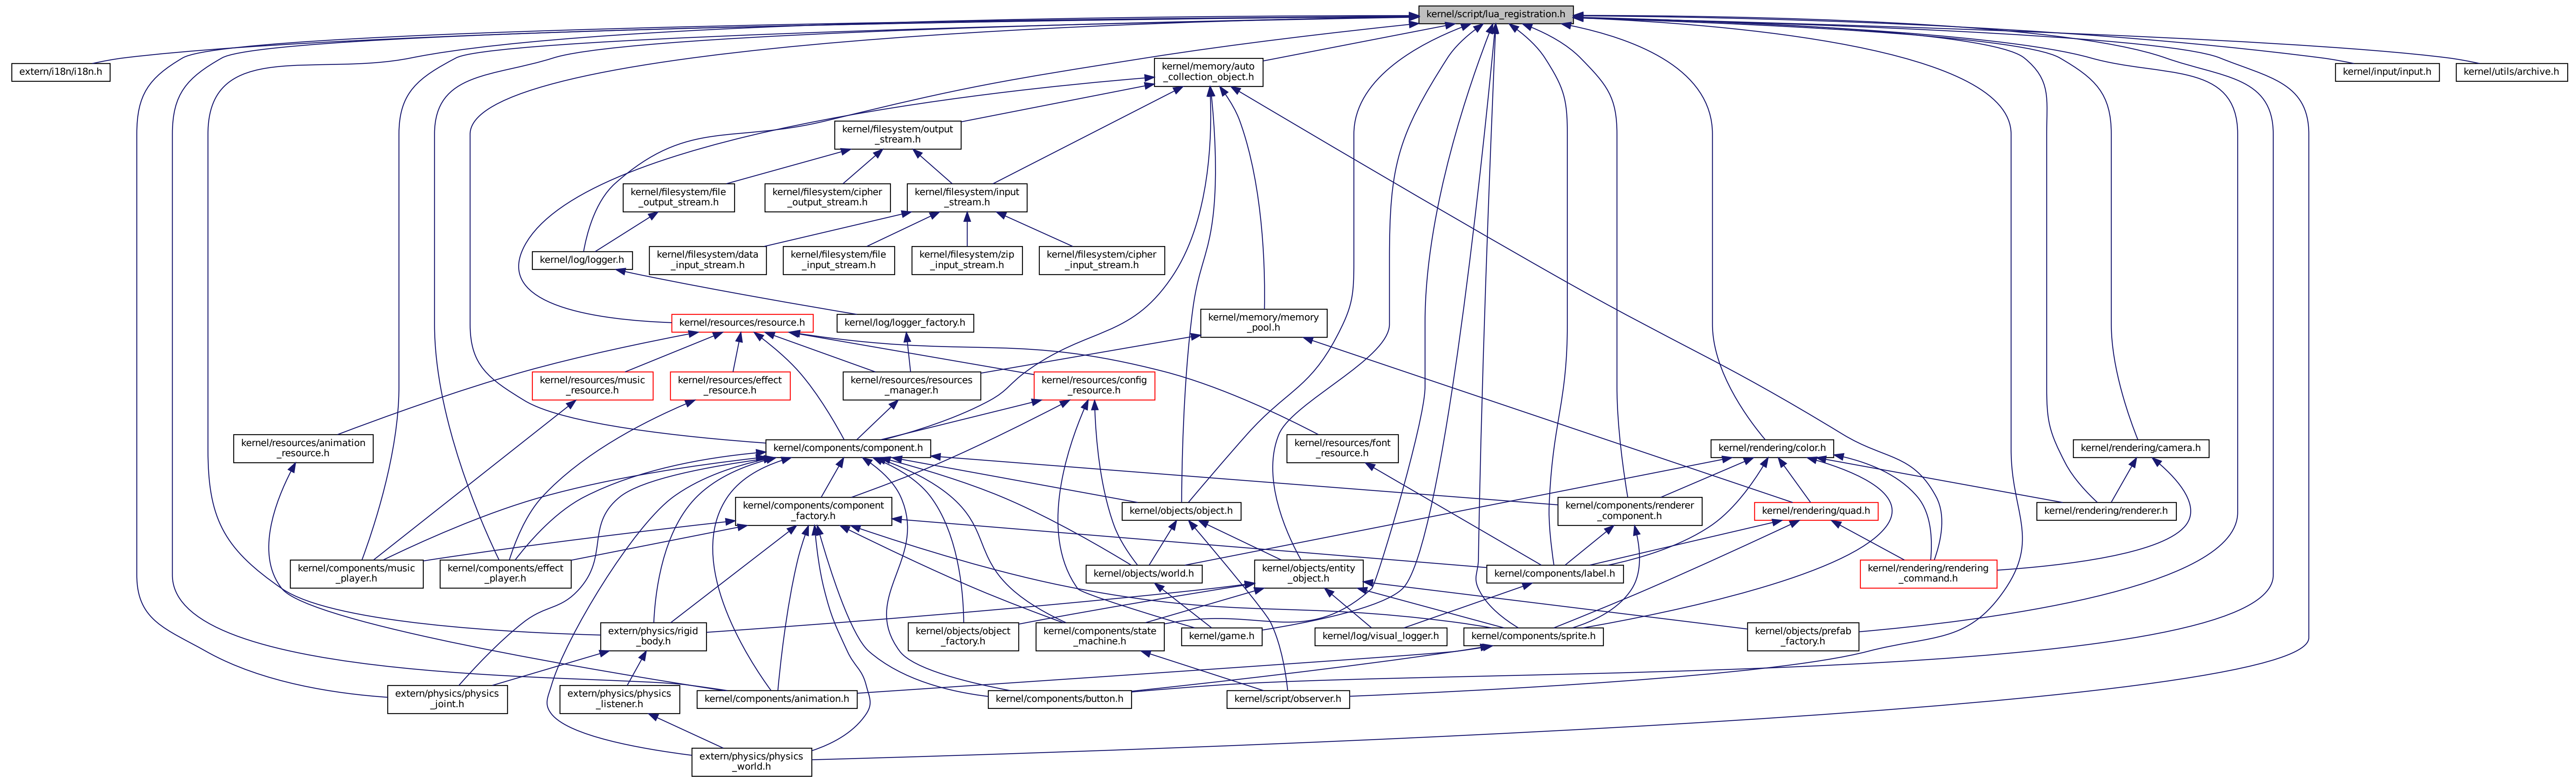 kernel/script/lua_registration.h
extern/i18n/i18n.h
kernel/memory/auto
_collection_object.h
kernel/input/input.h
kernel/utils/archive.h
kernel/filesystem/output
_stream.h
kernel/filesystem/file
_output_stream.h
kernel/filesystem/cipher
_output_stream.h
kernel/filesystem/input
_stream.h
kernel/log/logger.h
kernel/filesystem/data
_input_stream.h
kernel/filesystem/file
_input_stream.h
kernel/filesystem/zip
_input_stream.h
kernel/filesystem/cipher
_input_stream.h
kernel/resources/resource.h
kernel/log/logger_factory.h
kernel/memory/memory
_pool.h
kernel/resources/music
_resource.h
kernel/resources/effect
_resource.h
kernel/resources/resources
_manager.h
kernel/resources/config
_resource.h
kernel/resources/animation
_resource.h
kernel/components/component.h
kernel/resources/font
_resource.h
kernel/rendering/color.h
kernel/rendering/camera.h
kernel/components/component
_factory.h
kernel/objects/object.h
kernel/components/renderer
_component.h
kernel/rendering/quad.h
kernel/rendering/renderer.h
kernel/components/music
_player.h
kernel/components/effect
_player.h
kernel/objects/world.h
kernel/objects/entity
_object.h
kernel/components/label.h
kernel/rendering/rendering
_command.h
extern/physics/rigid
_body.h
kernel/objects/object
_factory.h
kernel/components/state
_machine.h
kernel/game.h
kernel/log/visual_logger.h
kernel/components/sprite.h
kernel/objects/prefab
_factory.h
extern/physics/physics
_joint.h
extern/physics/physics
_listener.h
kernel/components/animation.h
kernel/components/button.h
kernel/script/observer.h
extern/physics/physics
_world.h